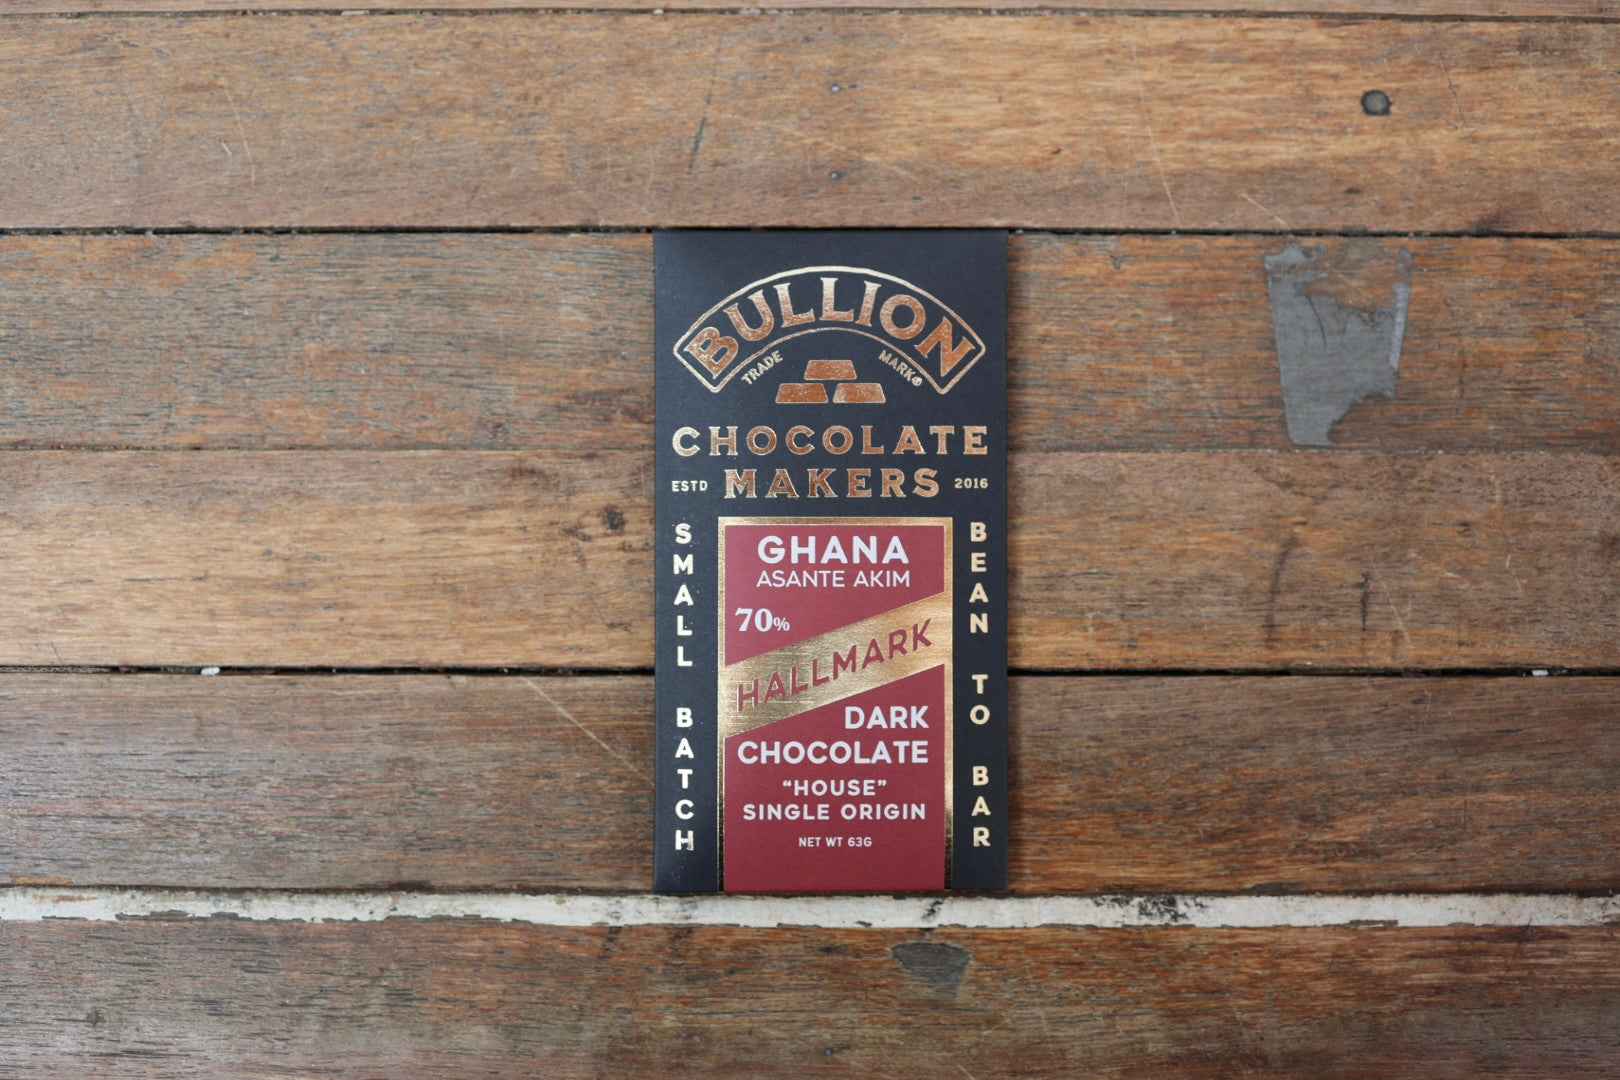 BULLION
TRADE MARK®
CHOCOLATE
ESTD MAKERS 2016
SMALL BATCH
BEAN TO BAR
GHANA
ASANTE AKIM
70%
HALLMARK
DARK
CHOCOLATE
“HOUSE”
SINGLE ORIGIN
NET WT 63G